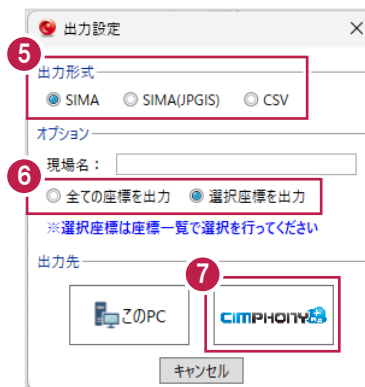 出力設定
5
出力形式
SIMA SIMA(JPGIS) CSV
オプション
現場名：
6
全ての座標を出力 選択座標を出力
※選択座標は座標一覧で選択を行ってください
出力先
7
このPC CIMPHONY
キャンセル